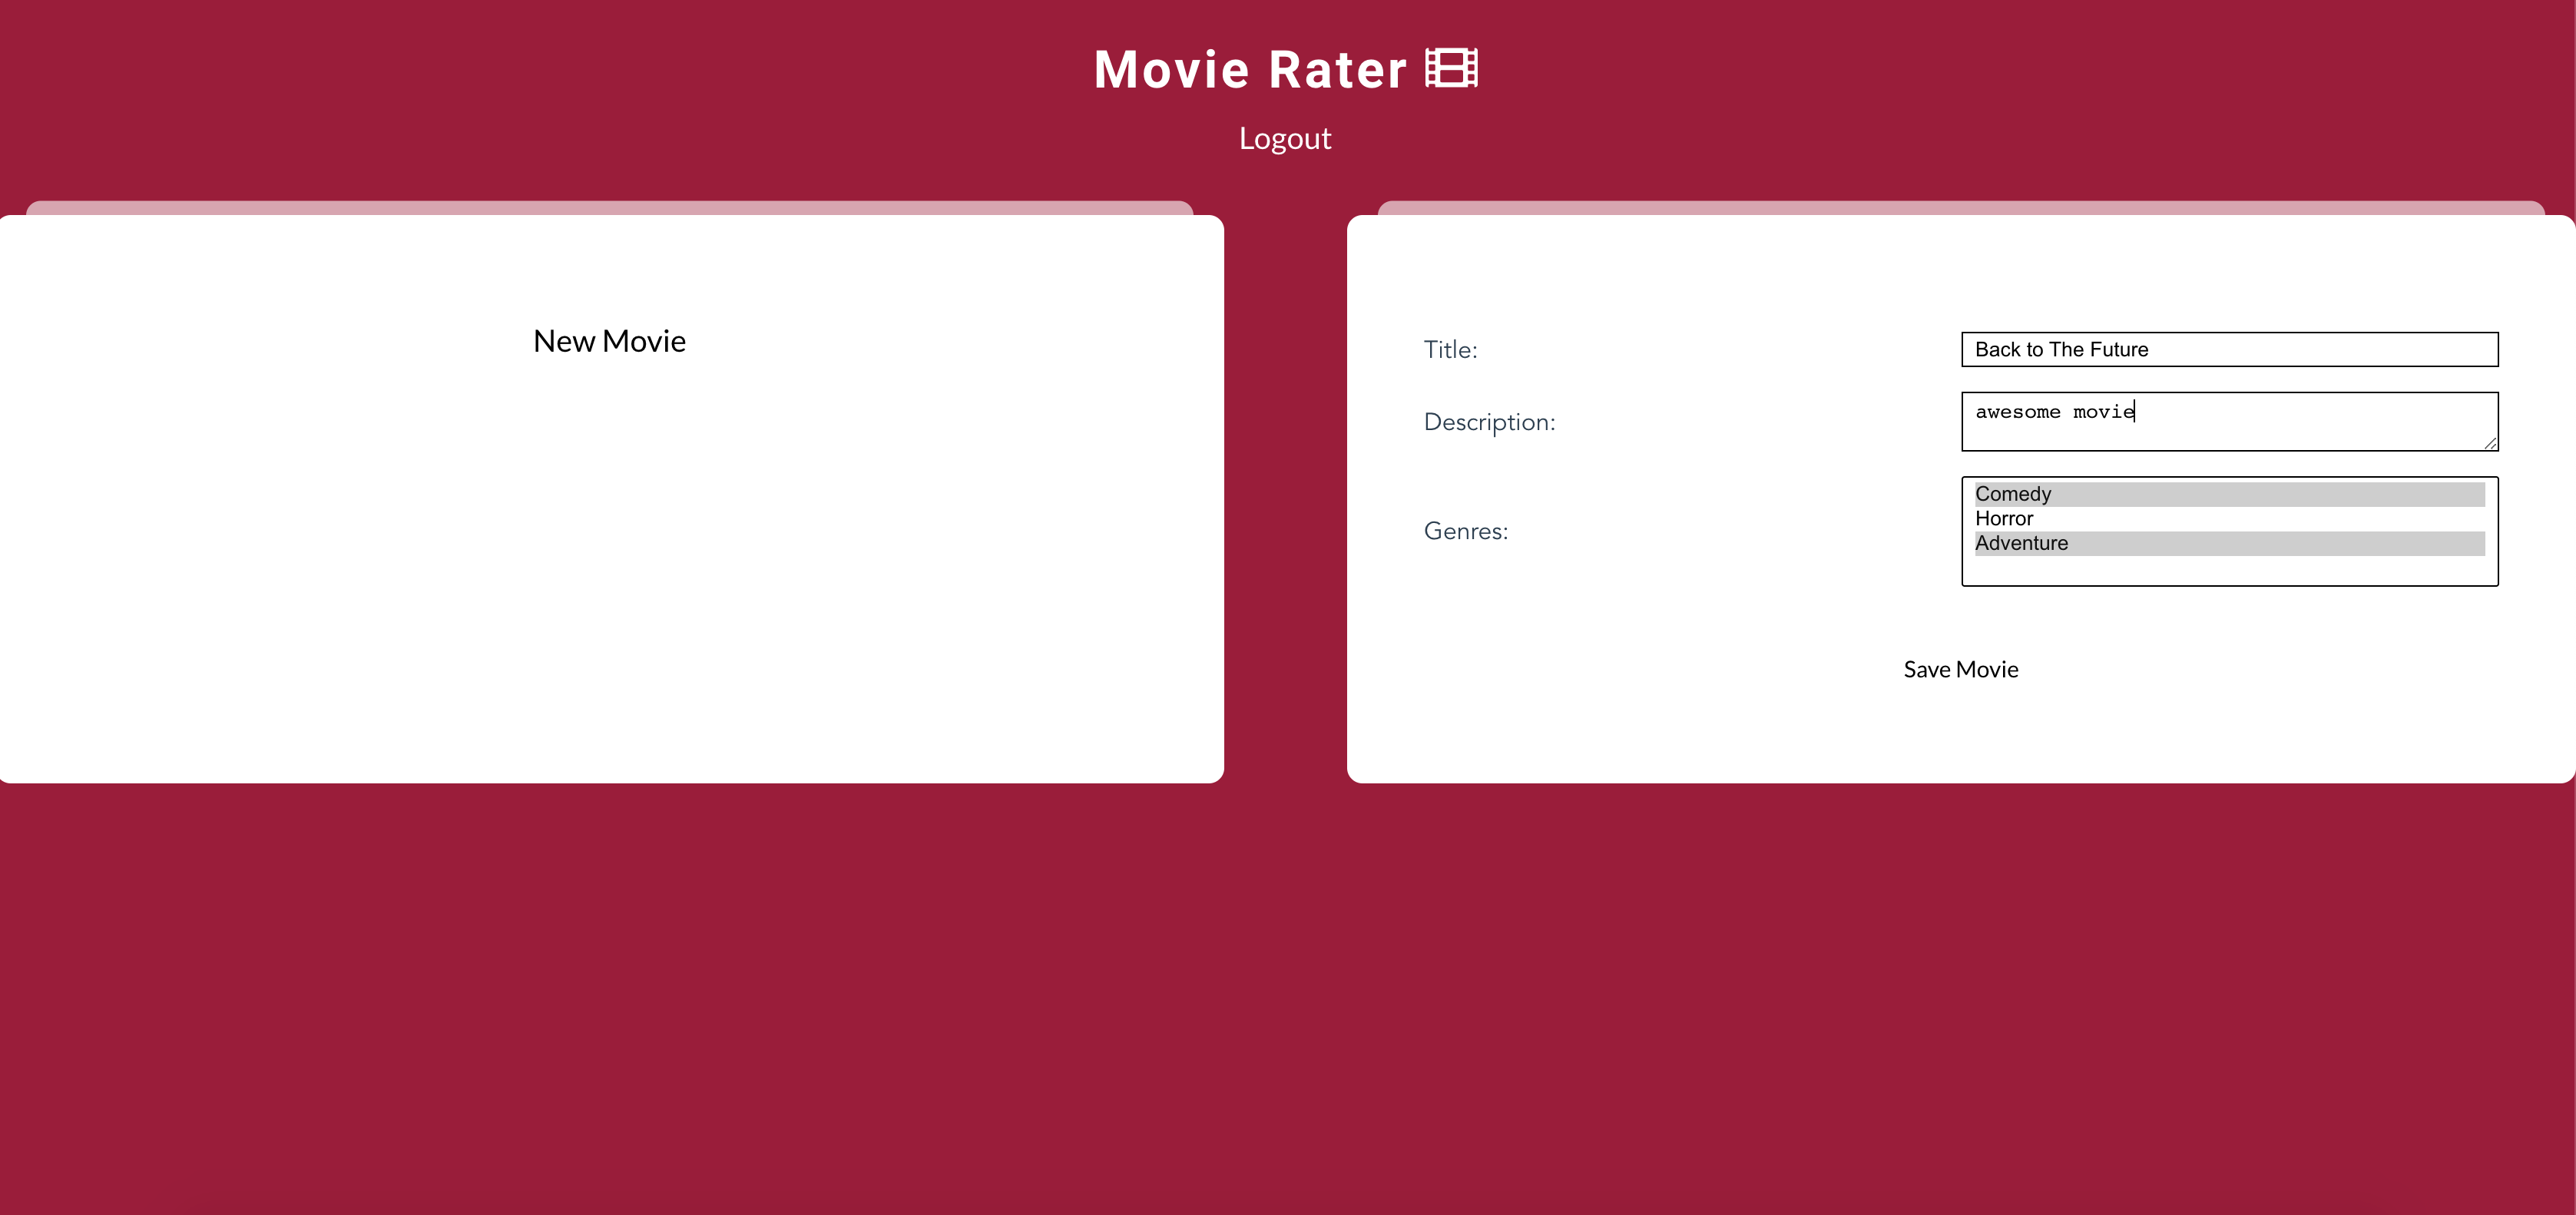 Movie Rater
Logout
New Movie
Title:
Back to The Future
Description:
awesome movie
Genres:
Comedy
Horror
Adventure
Save Movie